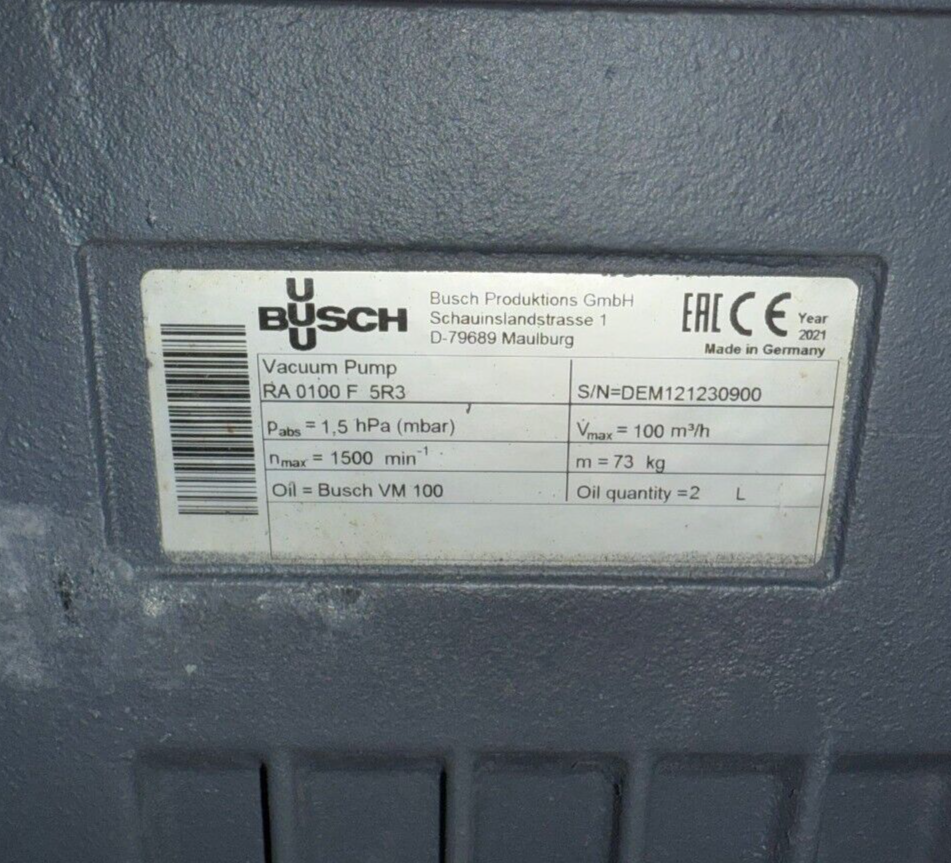 BUSCH
Busch Produktions GmbH
Schauinslandstrasse 1
D-79689 Maulburg
EAC CE
Year
2021
Made in Germany
Vacuum Pump
RA 0100 F 5R3
S/N=DEM121230900
Pabs = 1,5 hPa (mbar)
V̇max = 100 m³/h
nmax = 1500 min⁻¹
m = 73 kg
Oil = Busch VM 100
Oil quantity =2 L